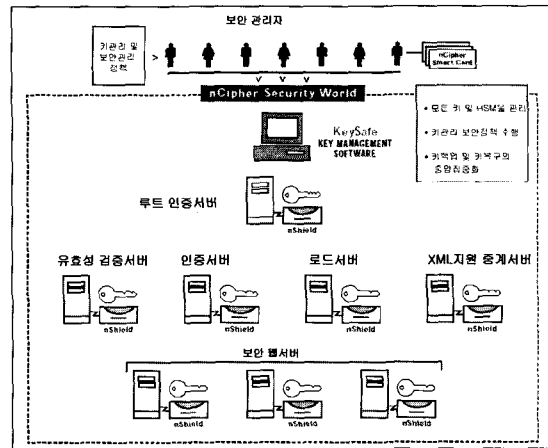 보안 관리자
키관리 및
보안관리
정책
nCipher
Smart Card
nCipher Security World
KeySafe
KEY MANAGEMENT
SOFTWARE
• 모든 키 및 HSM을 관리
• 키관리 보안정책 수행
• 키백업 및 키복구의
중앙집중화
루트 인증서버
nShield
유효성 검증서버
인증서버
로드서버
XML지원 중계서버
nShield
nShield
nShield
nShield
보안 웹서버
nShield
nShield
nShield